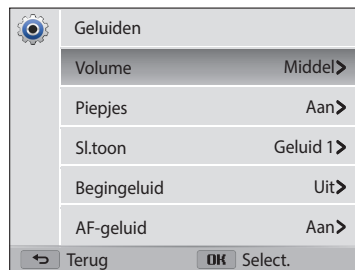 Geluiden
Volume Middel
Piepjes Aan
Sl.toon Geluid 1
Begingeluid Uit
AF-geluid Aan
Terug OK Select.